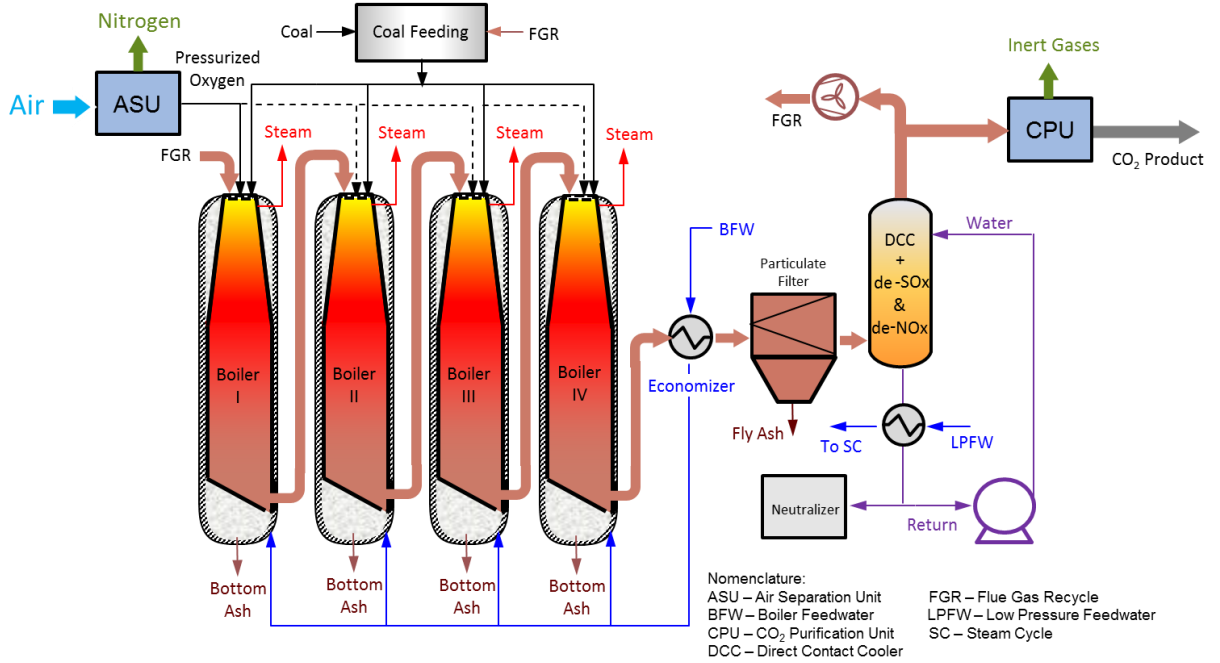 Nitrogen
Pressurized
Oxygen
Air
ASU
Coal
Coal Feeding
FGR
Inert Gases
FGR
CPU
CO₂ Product
FGR
Steam
Steam
Steam
Steam
BFW
Particulate
Filter
Water
DCC
+
de-SOx
&
de-NOx
Boiler
I
Boiler
II
Boiler
III
Boiler
IV
Economizer
Fly Ash
To SC
LPFW
Neutralizer
Return
Bottom
Ash
Bottom
Ash
Bottom
Ash
Bottom
Ash
Nomenclature:
ASU – Air Separation Unit
BFW – Boiler Feedwater
CPU – CO₂ Purification Unit
DCC – Direct Contact Cooler
FGR – Flue Gas Recycle
LPFW – Low Pressure Feedwater
SC – Steam Cycle